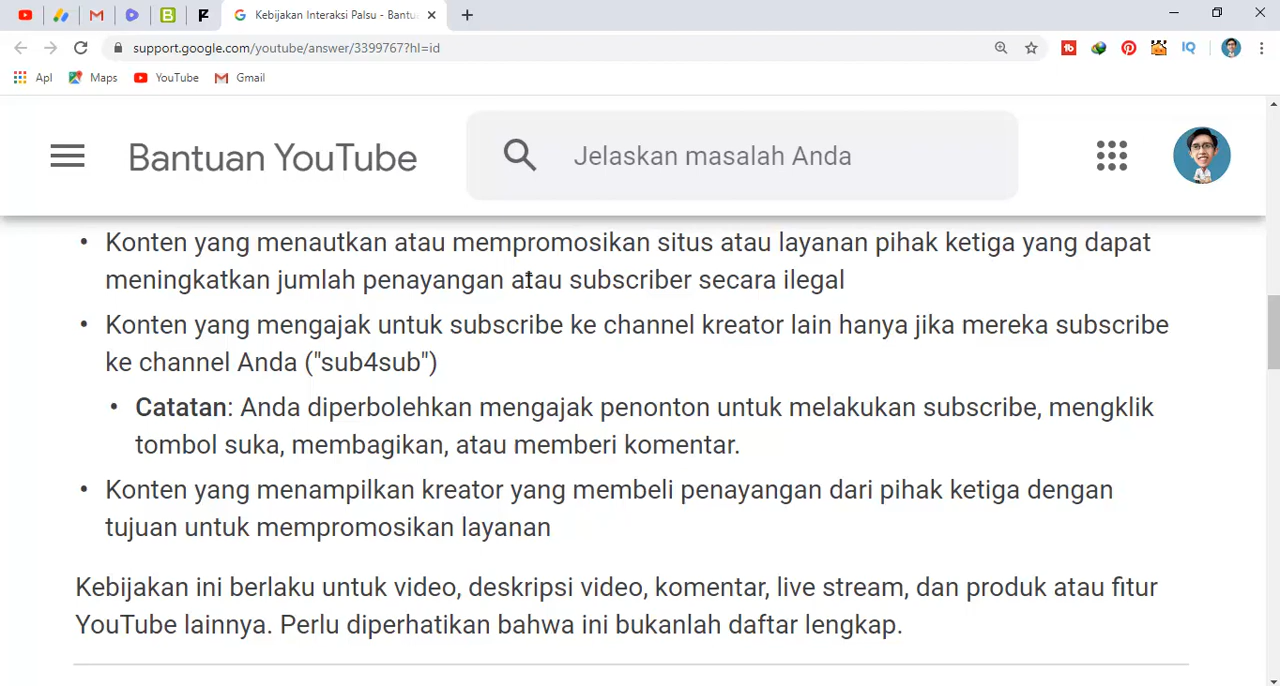 Kebijakan Interaksi Palsu - Bantu
support.google.com/youtube/answer/3399767?hl=id
Apl Maps YouTube Gmail
Bantuan YouTube
Jelaskan masalah Anda
• Konten yang menautkan atau mempromosikan situs atau layanan pihak ketiga yang dapat
meningkatkan jumlah penayangan atau subscriber secara ilegal
• Konten yang mengajak untuk subscribe ke channel kreator lain hanya jika mereka subscribe
ke channel Anda ("sub4sub")
• Catatan: Anda diperbolehkan mengajak penonton untuk melakukan subscribe, mengklik
tombol suka, membagikan, atau memberi komentar.
• Konten yang menampilkan kreator yang membeli penayangan dari pihak ketiga dengan
tujuan untuk mempromosikan layanan
Kebijakan ini berlaku untuk video, deskripsi video, komentar, live stream, dan produk atau fitur
YouTube lainnya. Perlu diperhatikan bahwa ini bukanlah daftar lengkap.